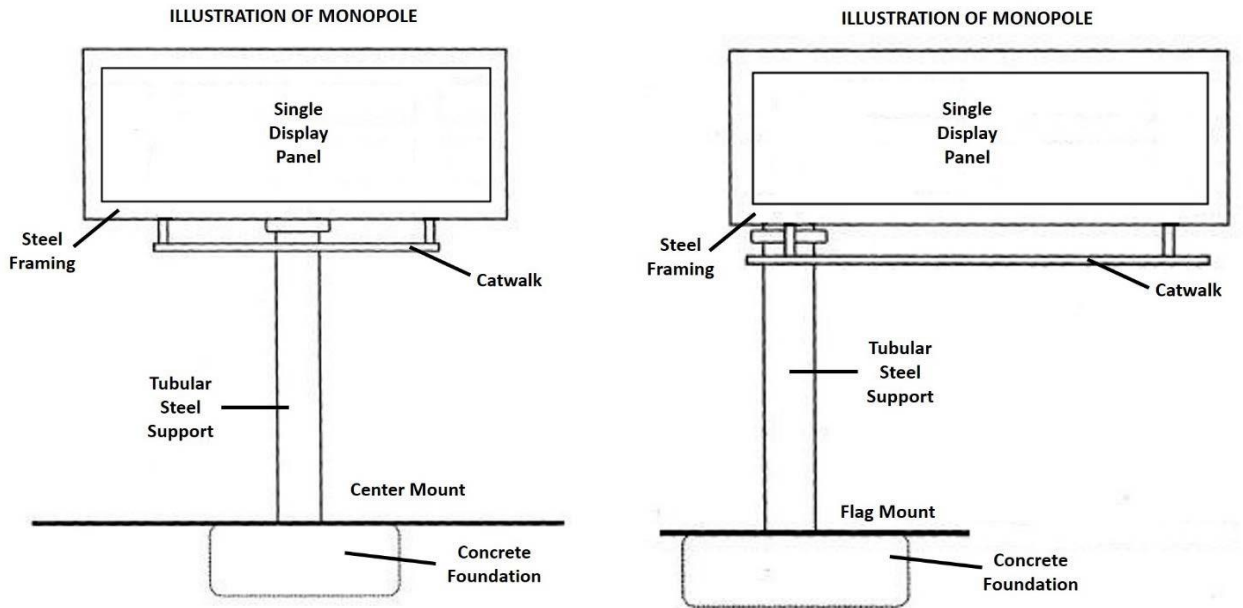 ILLUSTRATION OF MONOPOLE
Single
Display
Panel
Steel
Framing
Catwalk
Tubular
Steel
Support
Center Mount
Concrete
Foundation
ILLUSTRATION OF MONOPOLE
Single
Display
Panel
Steel
Framing
Catwalk
Tubular
Steel
Support
Flag Mount
Concrete
Foundation